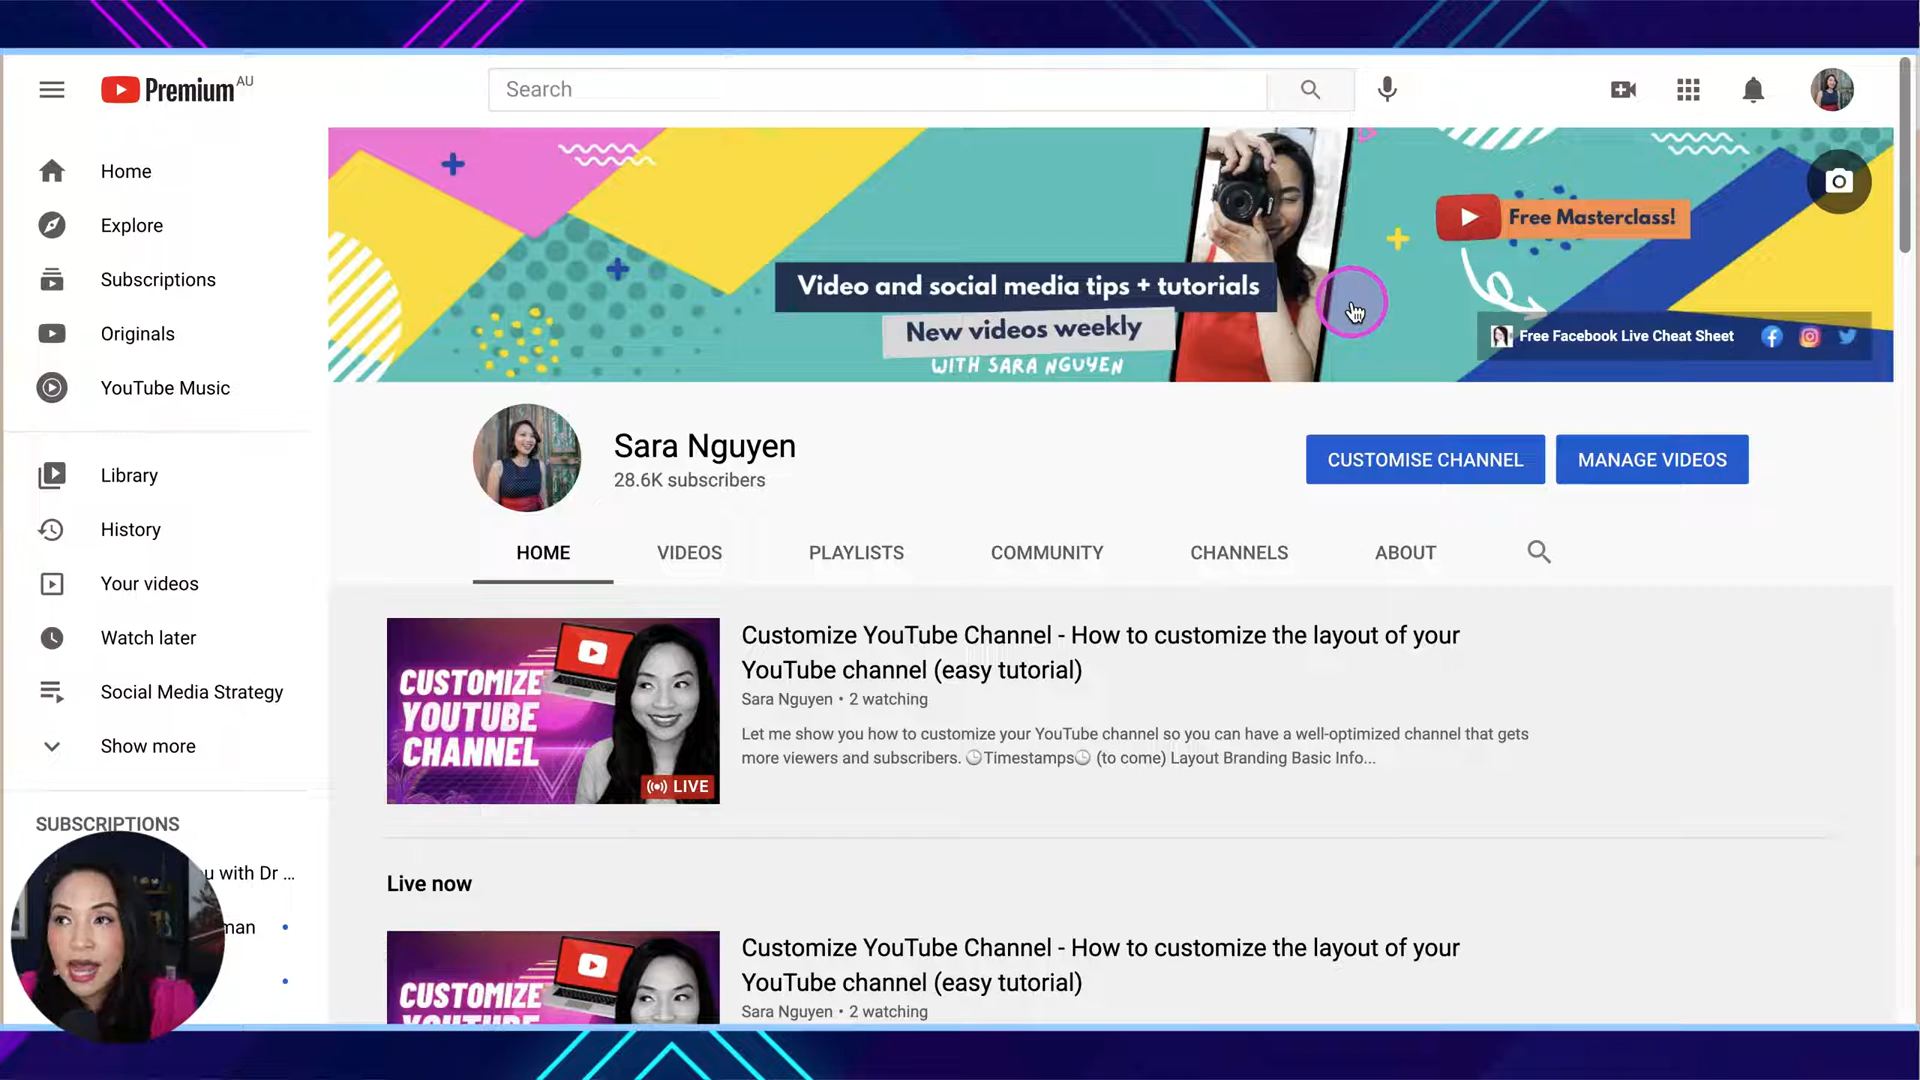 Premium AU
Search
Home
Explore
Subscriptions
Originals
YouTube Music
Library
History
Your videos
Watch later
Social Media Strategy
Show more
SUBSCRIPTIONS
u with Dr ...
man
Video and social media tips + tutorials
New videos weekly
WITH SARA NGUYEN
Free Masterclass!
Free Facebook Live Cheat Sheet
Sara Nguyen
28.6K subscribers
CUSTOMISE CHANNEL
MANAGE VIDEOS
HOME
VIDEOS
PLAYLISTS
COMMUNITY
CHANNELS
ABOUT
CUSTOMIZE
YOUTUBE
CHANNEL
LIVE
Customize YouTube Channel - How to customize the layout of your
YouTube channel (easy tutorial)
Sara Nguyen • 2 watching
Let me show you how to customize your YouTube channel so you can have a well-optimized channel that gets
more viewers and subscribers. 🕒Timestamps🕒 (to come) Layout Branding Basic Info...
Live now
CUSTOMIZE
YOUTUBE
Customize YouTube Channel - How to customize the layout of your
YouTube channel (easy tutorial)
Sara Nguyen • 2 watching